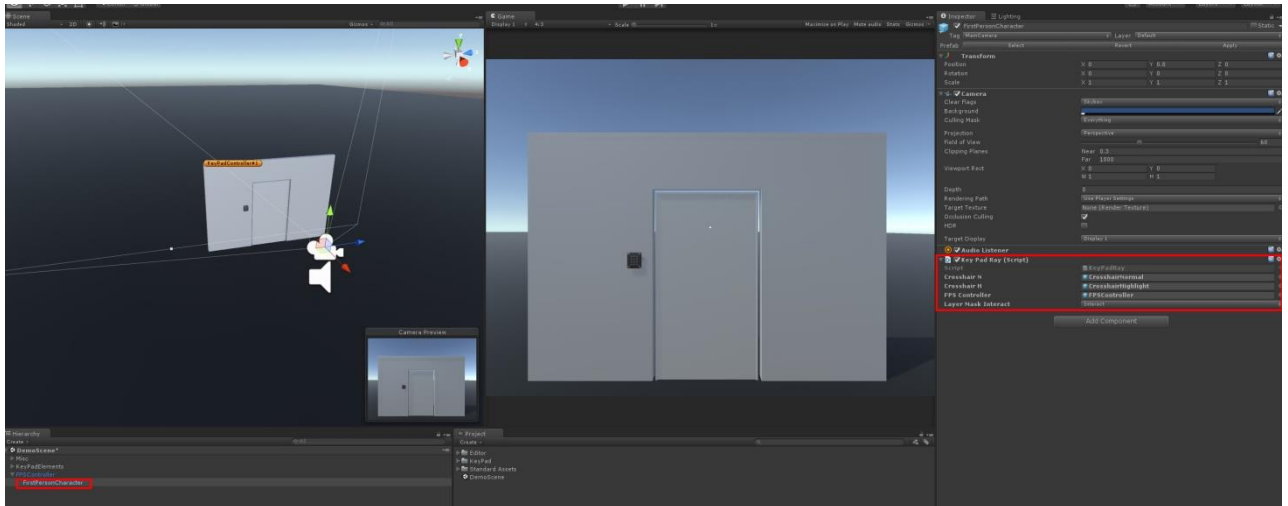 Scene
Shaded
2D
Gizmos
KeyPadController#1
Camera Preview
Game
Display 1
4:3
Scale
1x
Maximize on Play Mute audio Stats Gizmos
Inspector
Lighting
FirstPersonCharacter
Static
Tag MainCamera
Layer Default
Prefab Select Revert Apply
Transform
Position X 0 Y 0.8 Z 0
Rotation X 0 Y 0 Z 0
Scale X 1 Y 1 Z 1
Camera
Clear Flags Skybox
Background
Culling Mask Everything
Projection Perspective
Field of View 60
Clipping Planes Near 0.3
Far 1000
Viewport Rect X 0 Y 0
W 1 H 1
Depth 0
Rendering Path Use Player Settings
Target Texture None (Render Texture)
Occlusion Culling
HDR
Target Display Display 1
Audio Listener
Key Pad Ray (Script)
Script KeyPadRay
Crosshair N CrosshairNormal
Crosshair H CrosshairHighlight
FPS Controller FPSController
Layer Mask Interact Interact
Add Component
Hierarchy
Create
DemoScene*
Misc
KeyPadElements
FPSController
FirstPersonCharacter
Project
Create
Editor
KeyPad
Standard Assets
DemoScene